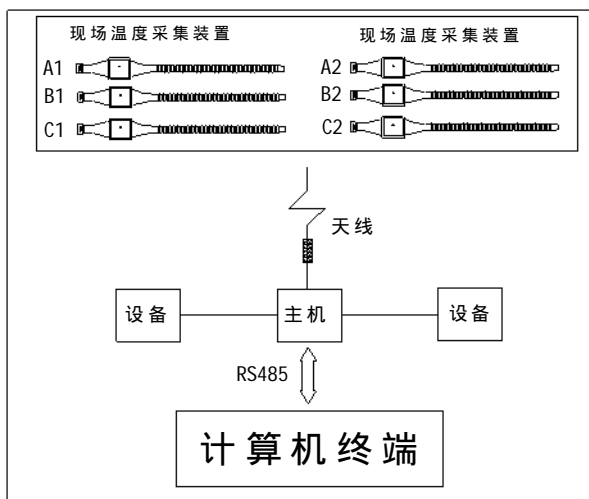 现场温度采集装置
A1
B1
C1
现场温度采集装置
A2
B2
C2
天线
设备
主机
设备
RS485
计算机终端